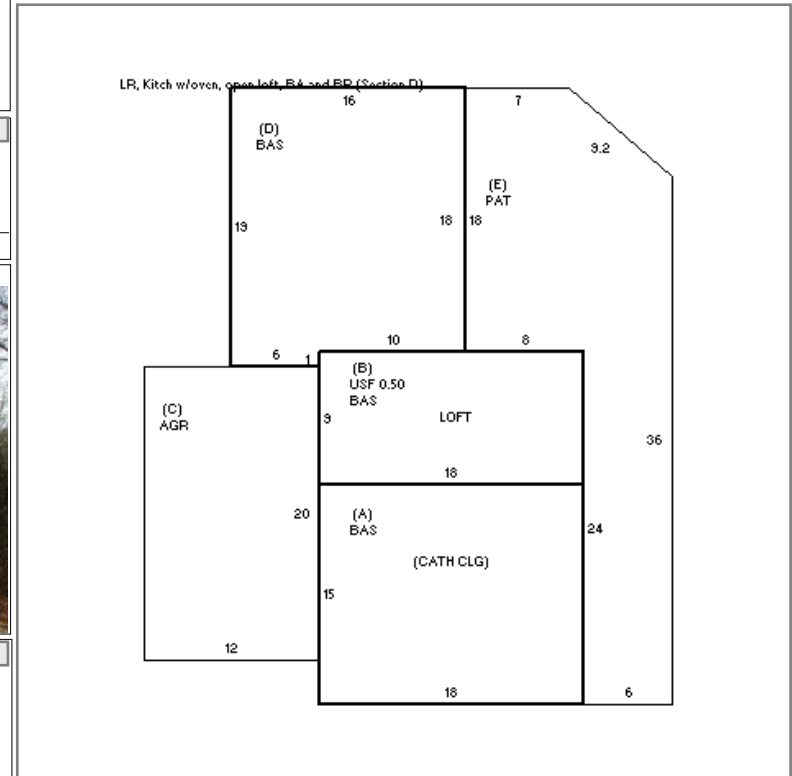 LR, Kitch w/oven, open loft, BA and BR (Section D)
16
7
(D)
BAS
9.2
(E)
PAT
19
18
18
10
8
6
1
(B)
USF 0.50
BAS
(C)
AGR
9
LOFT
36
18
20
(A)
BAS
24
(CATH CLG)
15
12
18
6